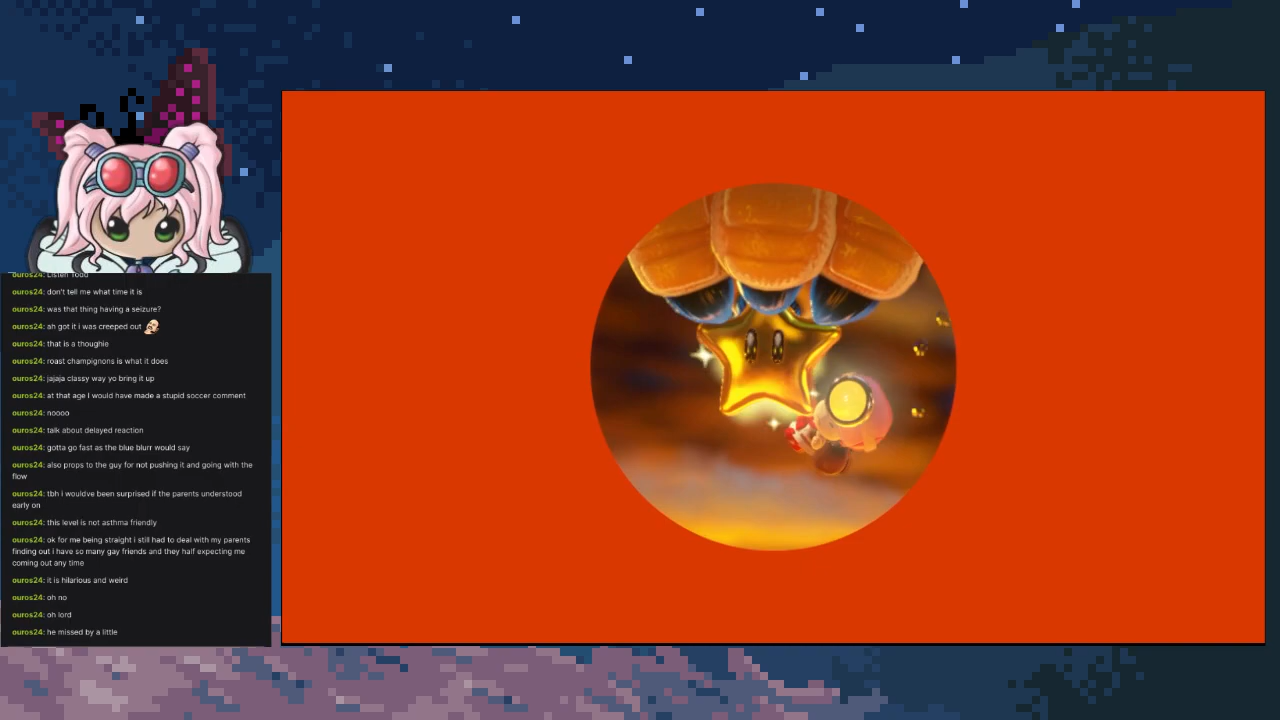 ouros24: Listen Todd
ouros24: don't tell me what time it is
ouros24: was that thing having a seizure?
ouros24: ah got it i was creeped out
ouros24: that is a thoughie
ouros24: roast champignons is what it does
ouros24: jajaja classy way yo bring it up
ouros24: at that age I would have made a stupid soccer comment
ouros24: noooo
ouros24: talk about delayed reaction
ouros24: gotta go fast as the blue blurr would say
ouros24: also props to the guy for not pushing it and going with the
flow
ouros24: tbh i wouldve been surprised if the parents understood
early on
ouros24: this level is not asthma friendly
ouros24: ok for me being straight i still had to deal with my parents
finding out i have so many gay friends and they half expecting me
coming out any time
ouros24: it is hilarious and weird
ouros24: oh no
ouros24: oh lord
ouros24: he missed by a little